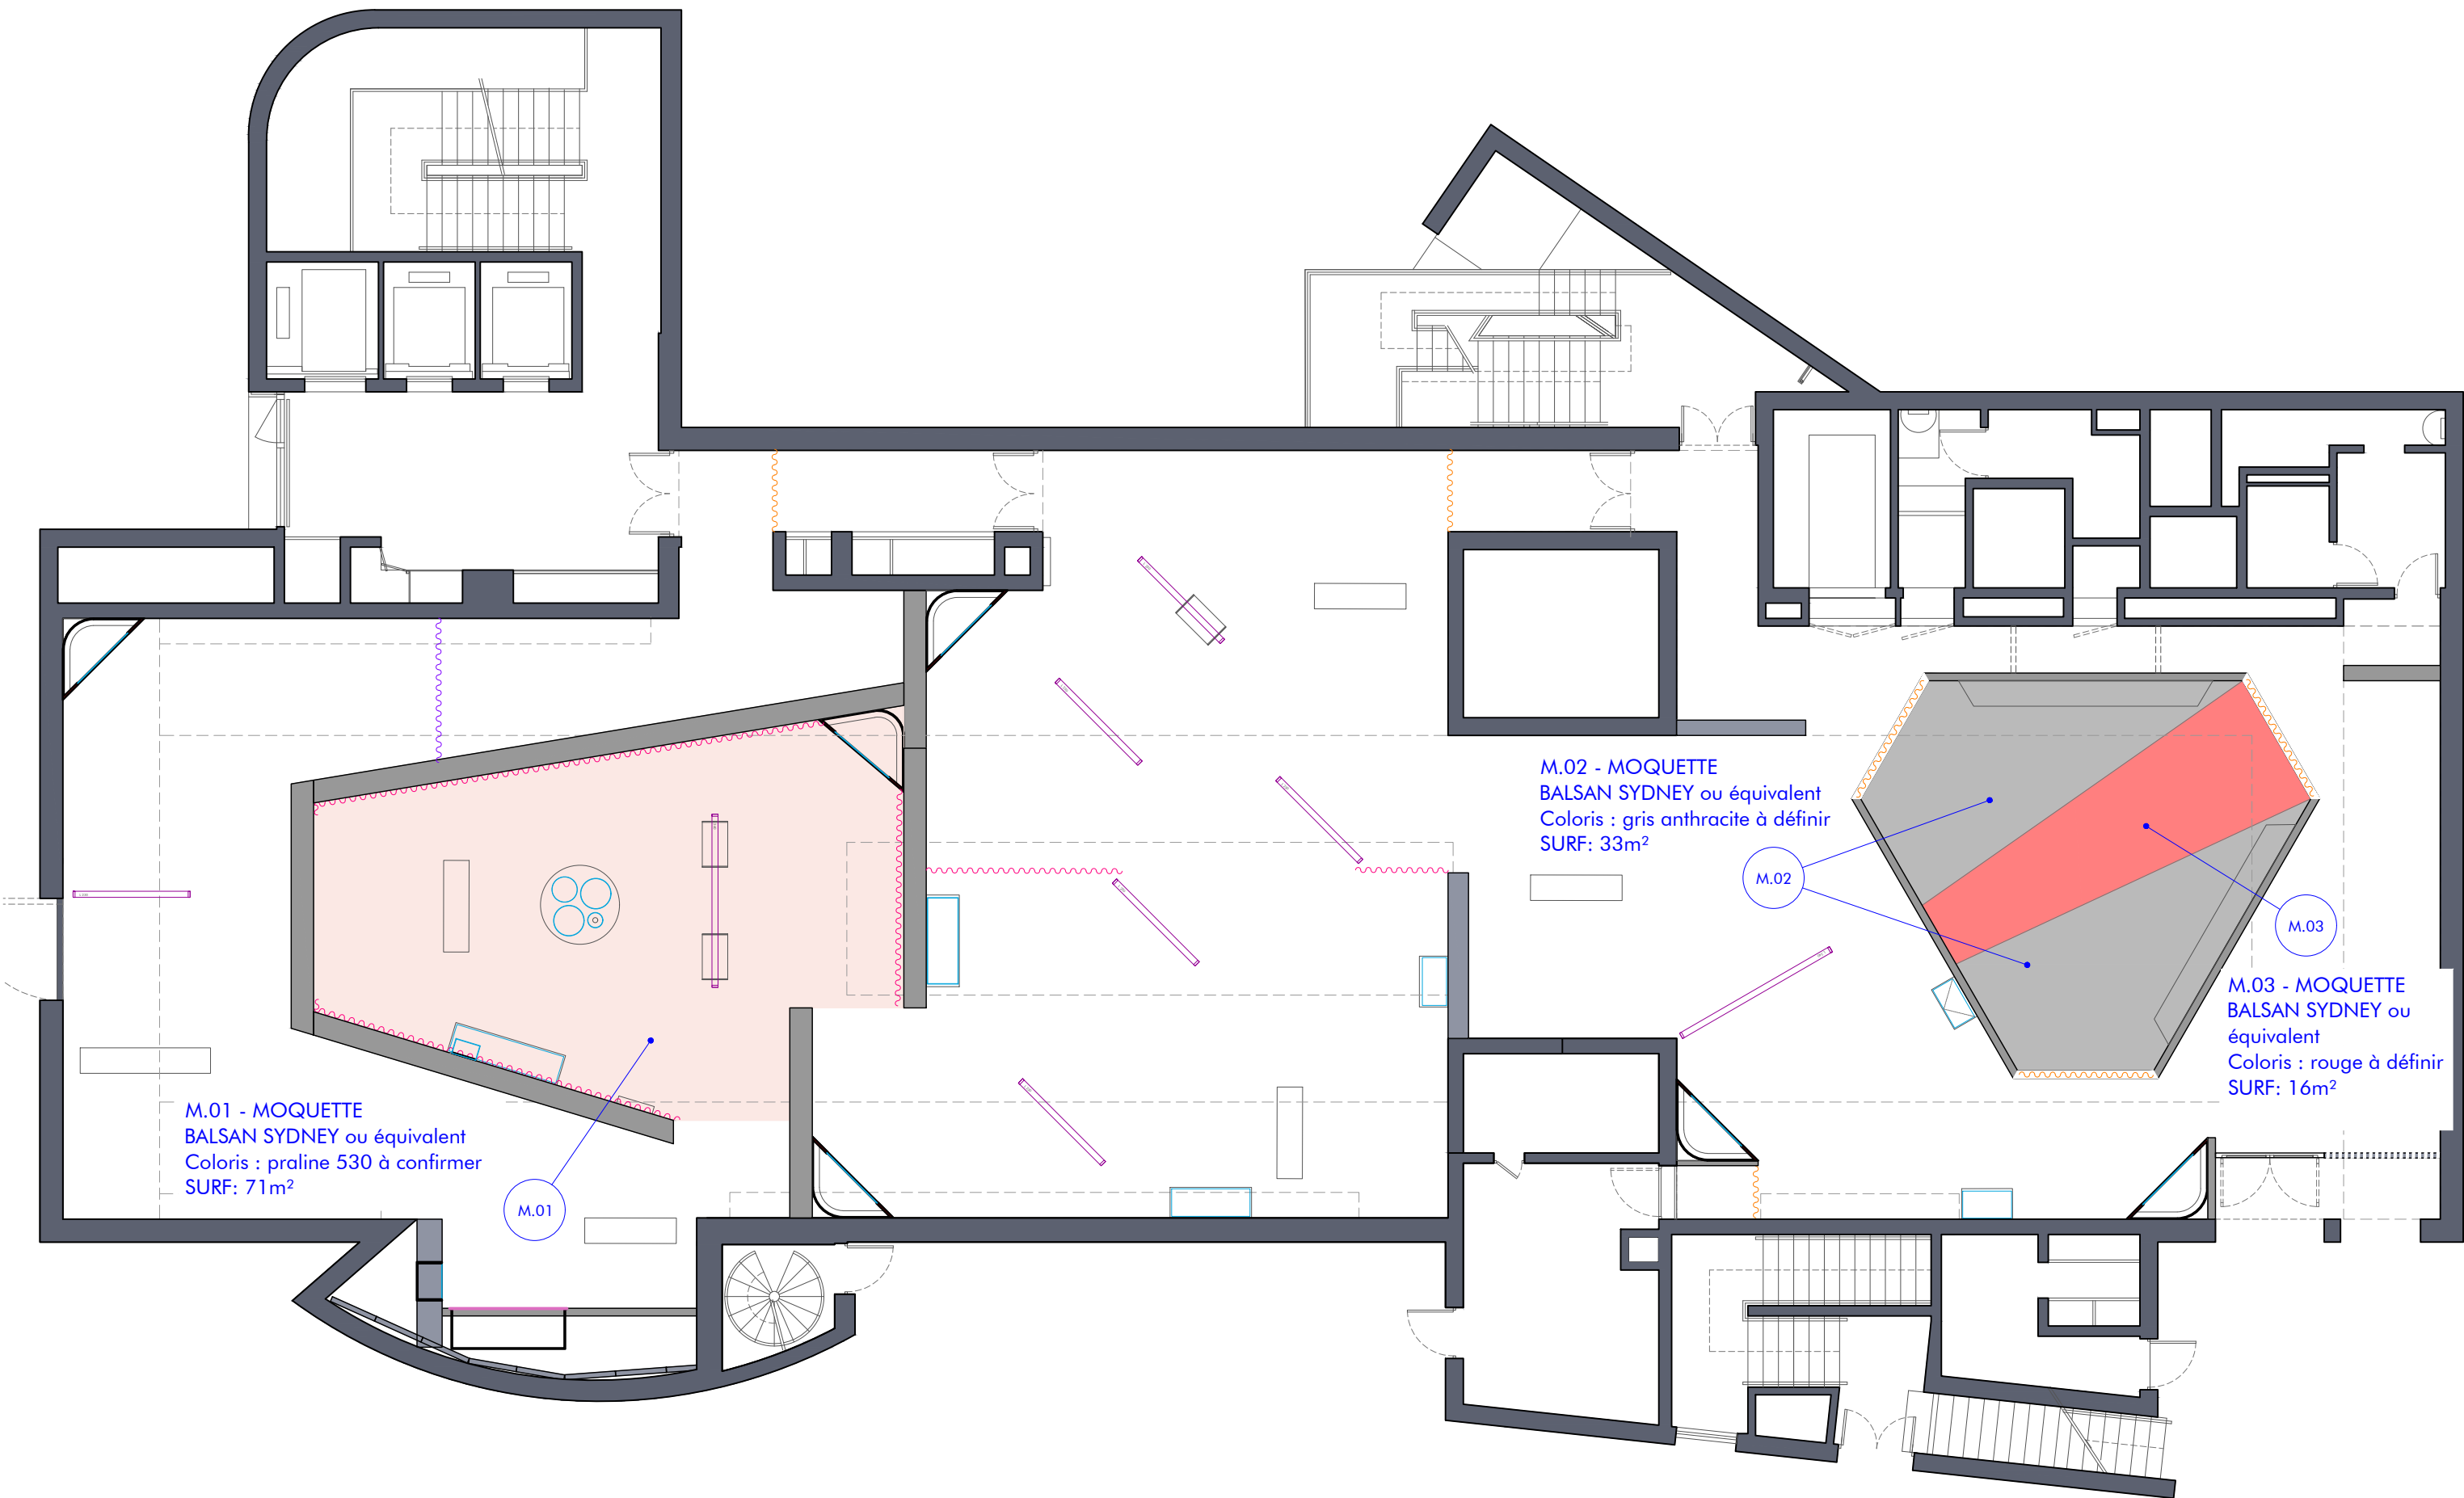 M.02 - MOQUETTE
BALSAN SYDNEY ou équivalent
Coloris : gris anthracite à définir
SURF: 33m²
M.02
M.03
M.03 - MOQUETTE
BALSAN SYDNEY ou
équivalent
Coloris : rouge à définir
SURF: 16m²
M.01 - MOQUETTE
BALSAN SYDNEY ou équivalent
Coloris : praline 530 à confirmer
SURF: 71m²
M.01